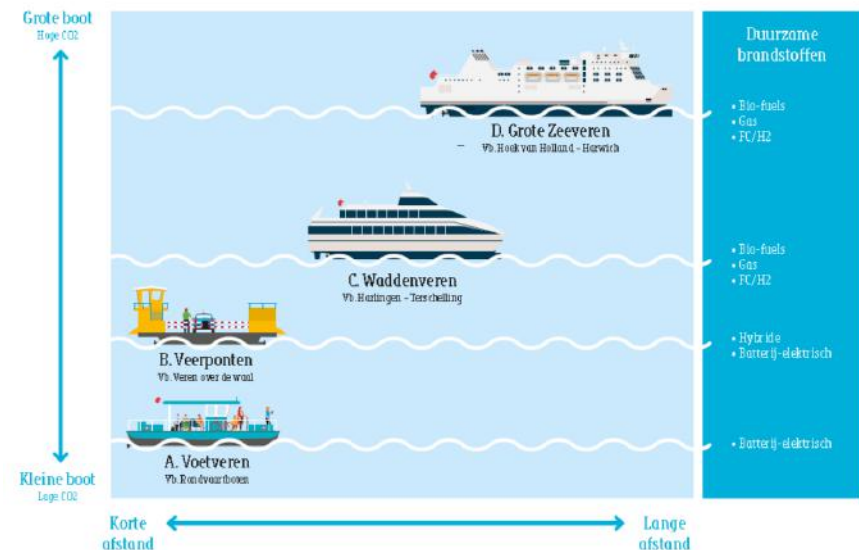 Grote boot
Hoge CO2
Duurzame
brandstoffen
• Bio-fuels
• Gas
• FC/H2
D. Grote Zeeveren
Vb. Hoek van Holland - Harwich
• Bio-fuels
• Gas
• FC/H2
C. Waddenveren
Vb. Harlingen - Terschelling
• Hybride
• Batterij-elektrisch
B. Veerponten
Vb. Veren over de waal
• Batterij-elektrisch
A. Voetveren
Vb. Rondvaartboten
Kleine boot
Lage CO2
Korte
afstand
Lange
afstand